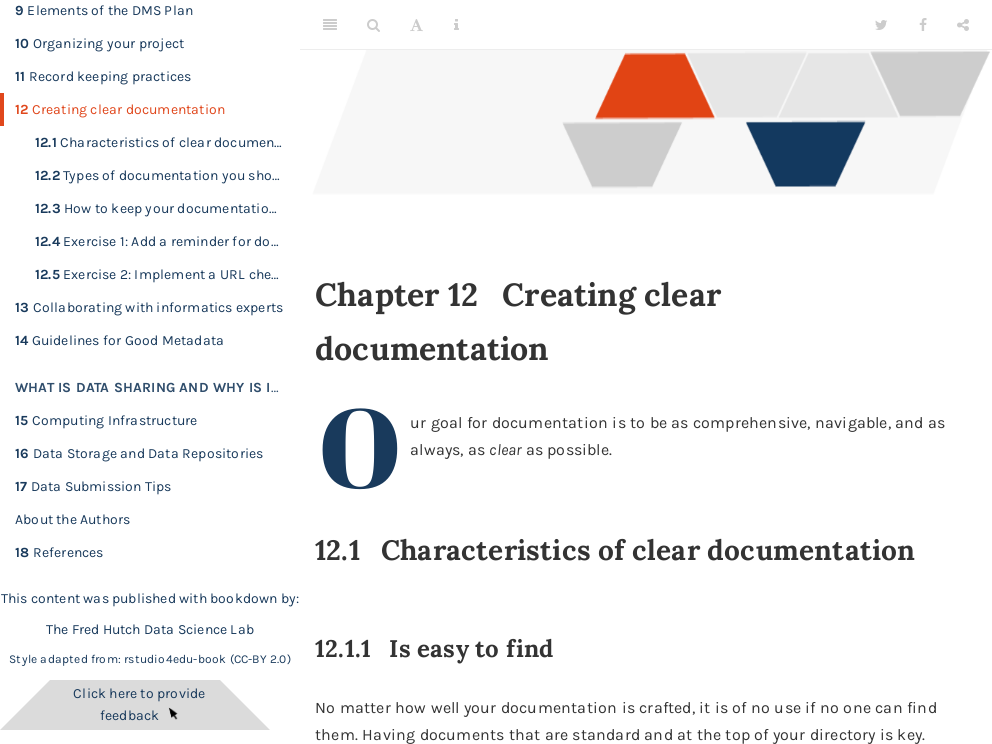 9 Elements of the DMS Plan
10 Organizing your project
11 Record keeping practices
12 Creating clear documentation
12.1 Characteristics of clear documen…
12.2 Types of documentation you sho…
12.3 How to keep your documentatio…
12.4 Exercise 1: Add a reminder for do…
12.5 Exercise 2: Implement a URL che…
13 Collaborating with informatics experts
14 Guidelines for Good Metadata
WHAT IS DATA SHARING AND WHY IS I…
15 Computing Infrastructure
16 Data Storage and Data Repositories
17 Data Submission Tips
About the Authors
18 References
This content was published with bookdown by:
The Fred Hutch Data Science Lab
Style adapted from: rstudio4edu-book (CC-BY 2.0)
Click here to provide
feedback
Chapter 12 Creating clear
documentation
Our goal for documentation is to be as comprehensive, navigable, and as
always, as clear as possible.
12.1 Characteristics of clear documentation
12.1.1 Is easy to find
No matter how well your documentation is crafted, it is of no use if no one can find
them. Having documents that are standard and at the top of your directory is key.